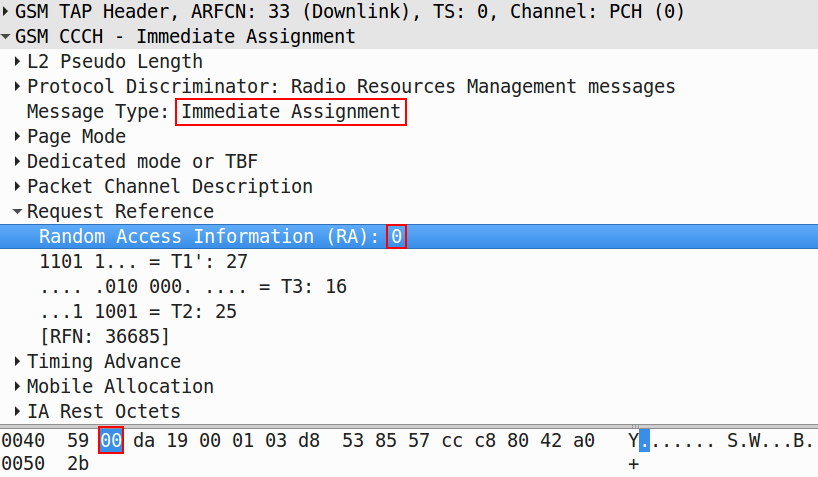 GSM TAP Header, ARFCN: 33 (Downlink), TS: 0, Channel: PCH (0)
GSM CCCH - Immediate Assignment
L2 Pseudo Length
Protocol Discriminator: Radio Resources Management messages
Message Type: Immediate Assignment
Page Mode
Dedicated mode or TBF
Packet Channel Description
Request Reference
Random Access Information (RA): 0
1101 1... = T1': 27
.... .010 000. .... = T3: 16
...1 1001 = T2: 25
[RFN: 36685]
Timing Advance
Mobile Allocation
IA Rest Octets
0040 59 00 da 19 00 01 03 d8 53 85 57 cc c8 80 42 a0 Y....... S.W...B.
0050 2b +